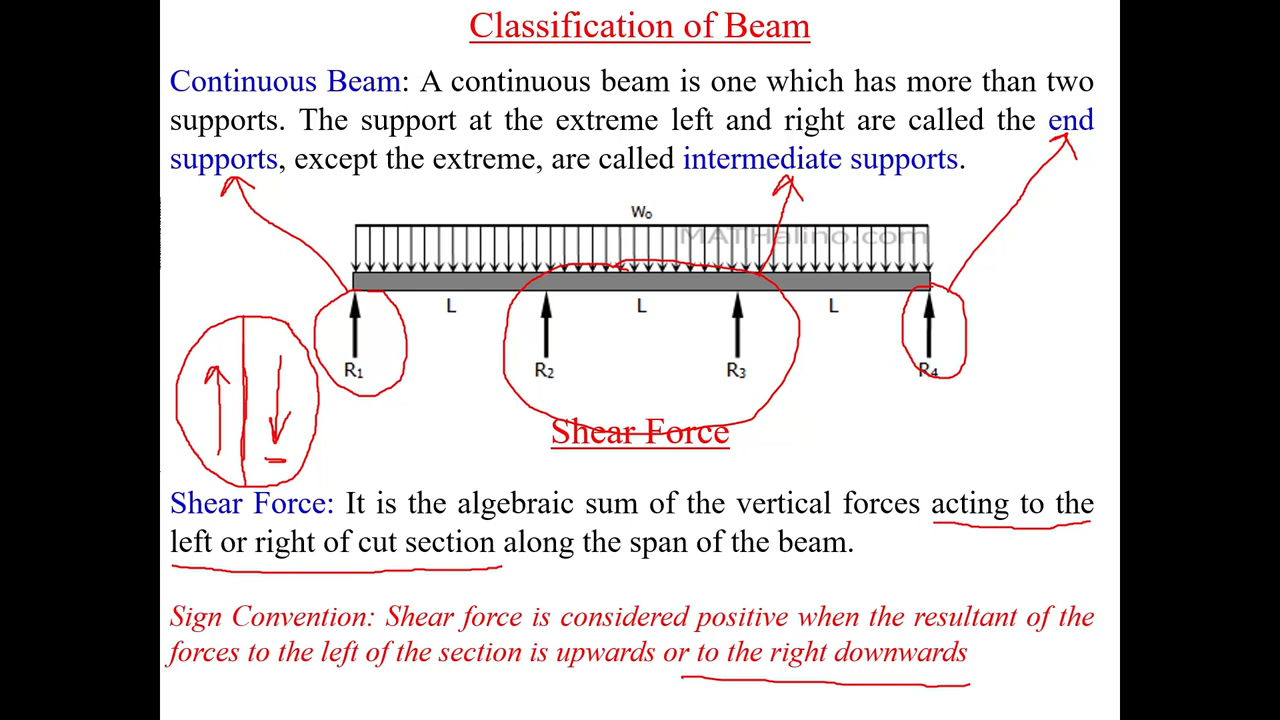 Classification of Beam
Continuous Beam: A continuous beam is one which has more than two
supports. The support at the extreme left and right are called the end
supports, except the extreme, are called intermediate supports.
Wo
MATHalino.com
L L L
R1 R2 R3 R4
Shear Force
Shear Force: It is the algebraic sum of the vertical forces acting to the
left or right of cut section along the span of the beam.
Sign Convention: Shear force is considered positive when the resultant of the
forces to the left of the section is upwards or to the right downwards